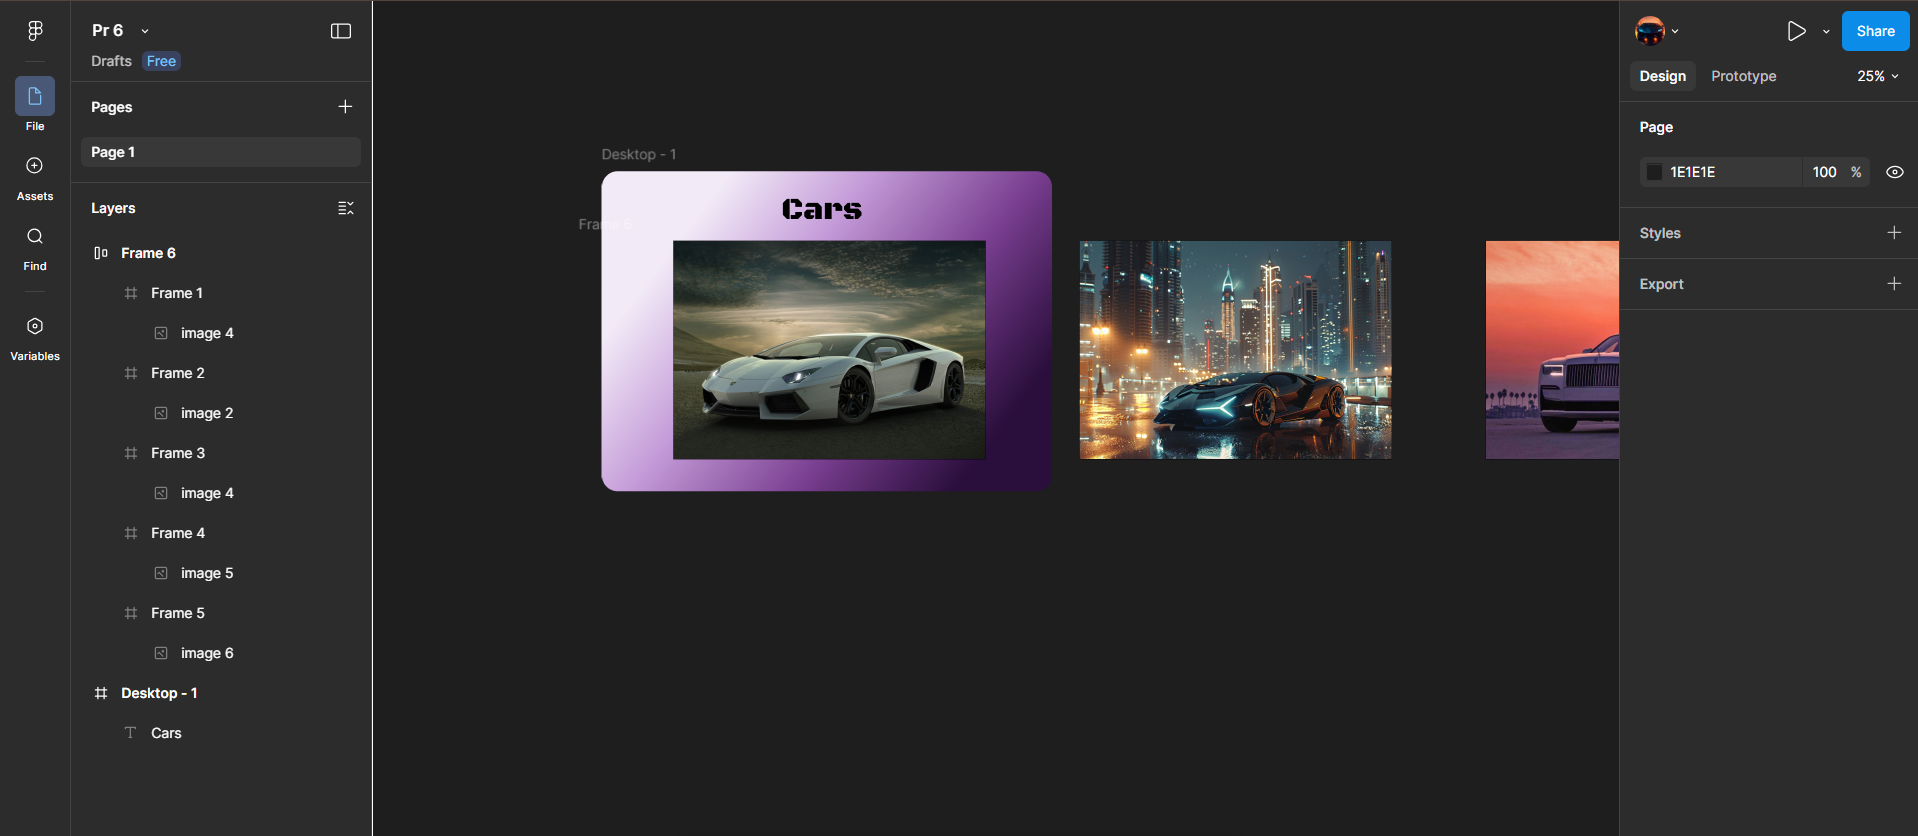 Pr 6
Drafts Free
File
Assets
Find
Variables
Pages
Page 1
Layers
Frame 6
Frame 1
image 4
Frame 2
image 2
Frame 3
image 4
Frame 4
image 5
Frame 5
image 6
Desktop - 1
Cars
Desktop - 1
Frame 6
Cars
Share
Design Prototype 25%
Page
1E1E1E 100 %
Styles
Export